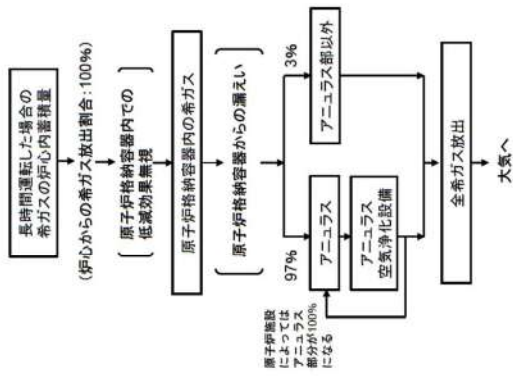 長時間運転した場合の
希ガスの炉心内蓄積量
(炉心からの希ガス放出割合:100%)
原子炉格納容器内での
低減効果無視
原子炉格納容器内の希ガス
原子炉格納容器からの漏えい
97%
3%
原子炉施設
によっては
アニュラス
部分が100%
になる
アニュラス
アニュラス部以外
アニュラス
空気浄化設備
全希ガス放出
大気へ